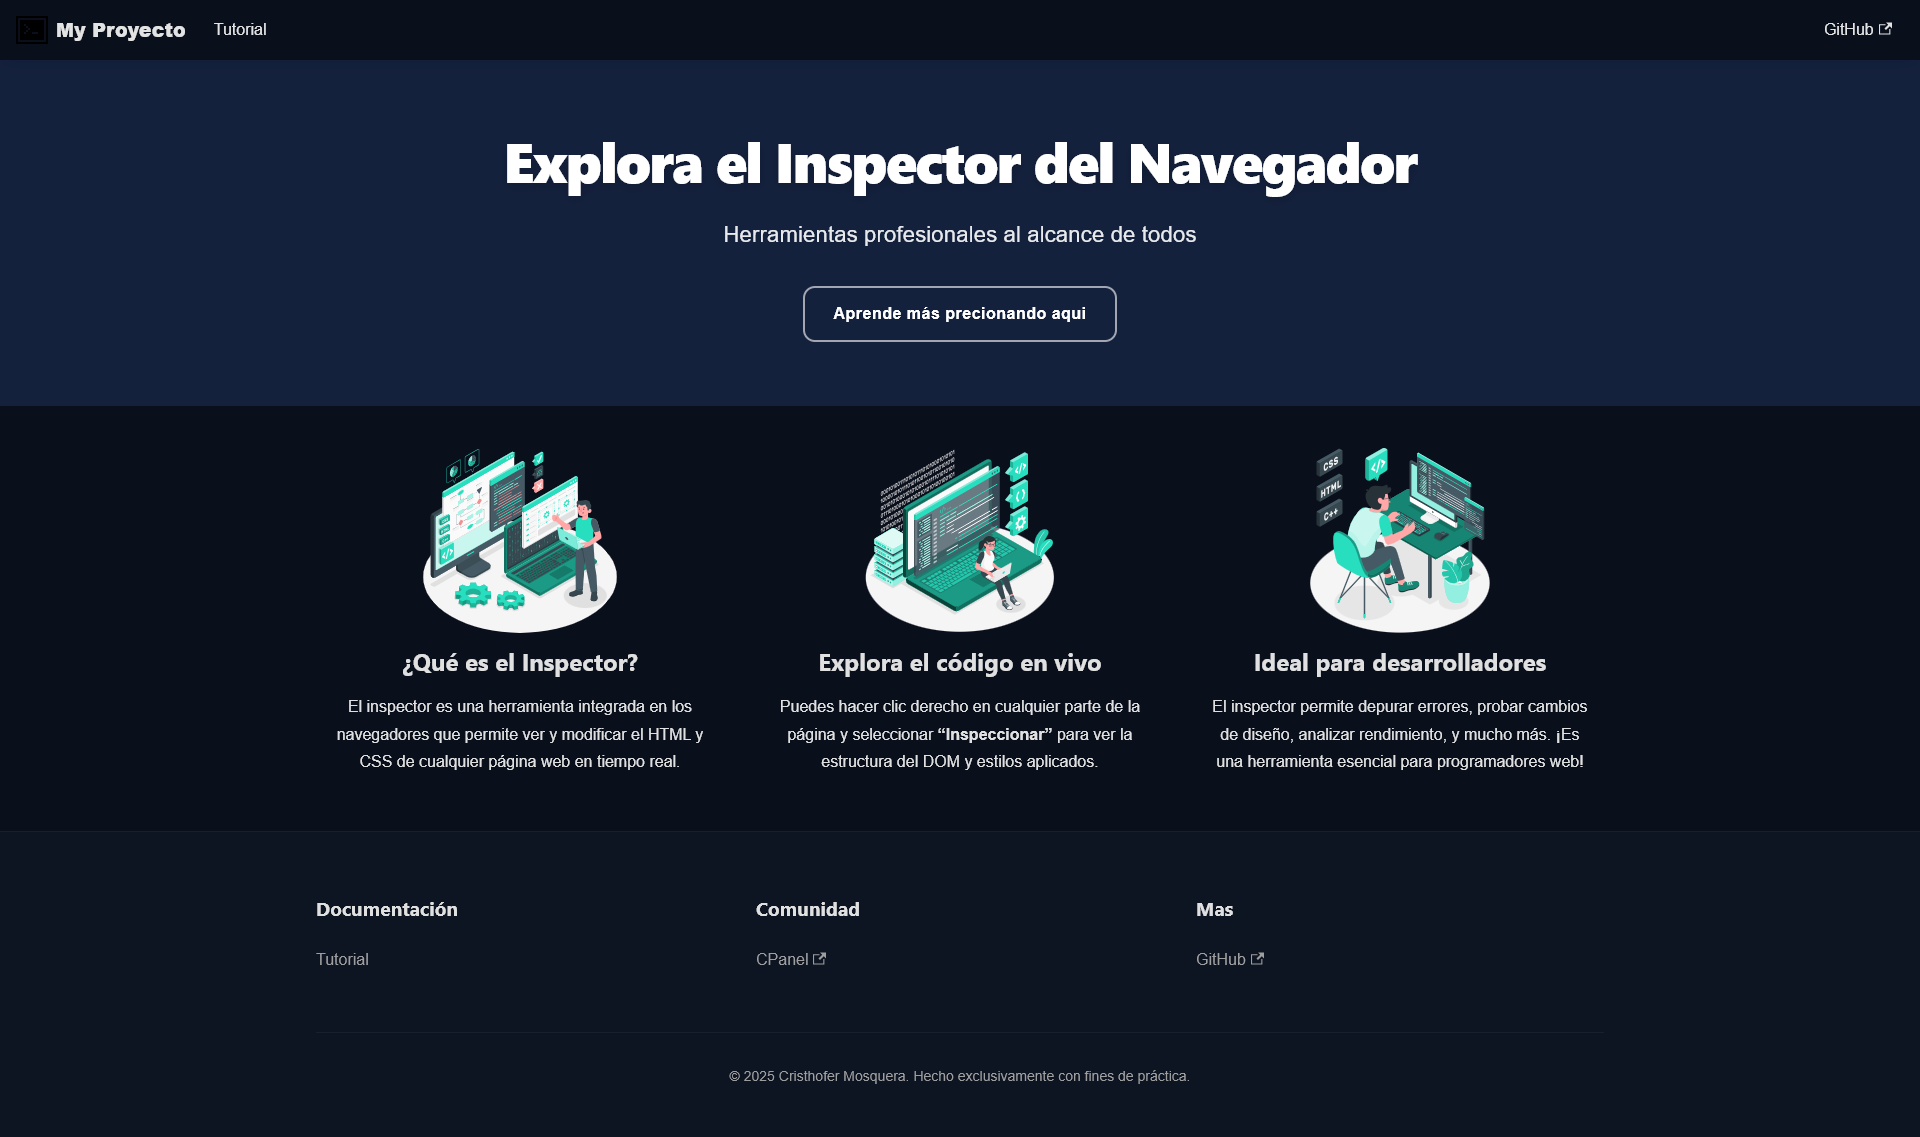 My Proyecto
Tutorial
GitHub
Explora el Inspector del Navegador
Herramientas profesionales al alcance de todos
Aprende más precionando aqui
CSS
HTML
C++
¿Qué es el Inspector?
El inspector es una herramienta integrada en los
navegadores que permite ver y modificar el HTML y
CSS de cualquier página web en tiempo real.
Explora el código en vivo
Puedes hacer clic derecho en cualquier parte de la
página y seleccionar “Inspeccionar” para ver la
estructura del DOM y estilos aplicados.
Ideal para desarrolladores
El inspector permite depurar errores, probar cambios
de diseño, analizar rendimiento, y mucho más. ¡Es
una herramienta esencial para programadores web!
Documentación
Tutorial
Comunidad
CPanel
Mas
GitHub
© 2025 Cristhofer Mosquera. Hecho exclusivamente con fines de práctica.